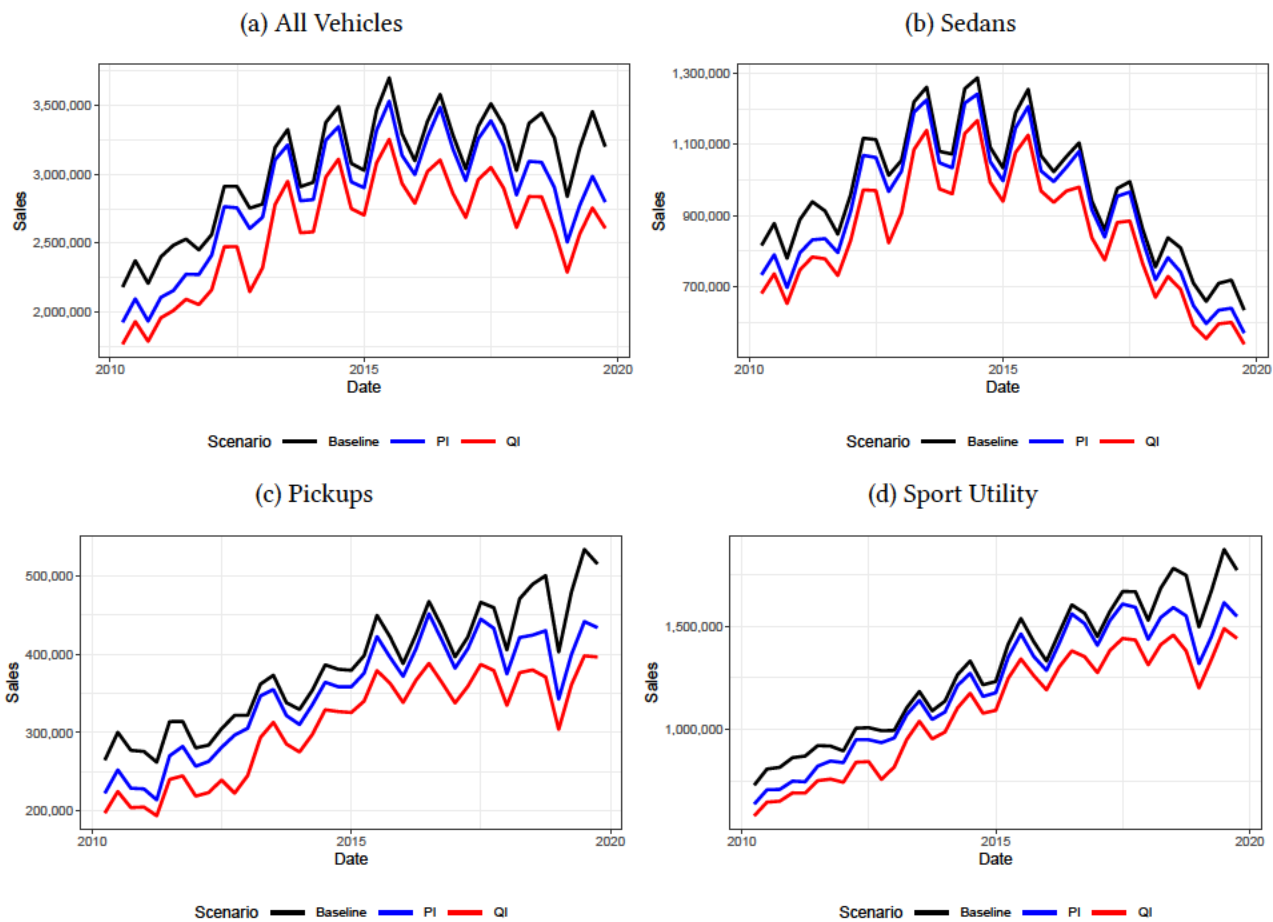 (a) All Vehicles
3,500,000
3,000,000
2,500,000
2,000,000
Sales
2010
2015
2020
Date
Scenario Baseline PI QI
(b) Sedans
1,300,000
1,100,000
900,000
700,000
Sales
2010
2015
2020
Date
Scenario Baseline PI QI
(c) Pickups
500,000
400,000
300,000
200,000
Sales
2010
2015
2020
Date
Scenario Baseline PI QI
(d) Sport Utility
1,500,000
1,000,000
Sales
2010
2015
2020
Date
Scenario Baseline PI QI